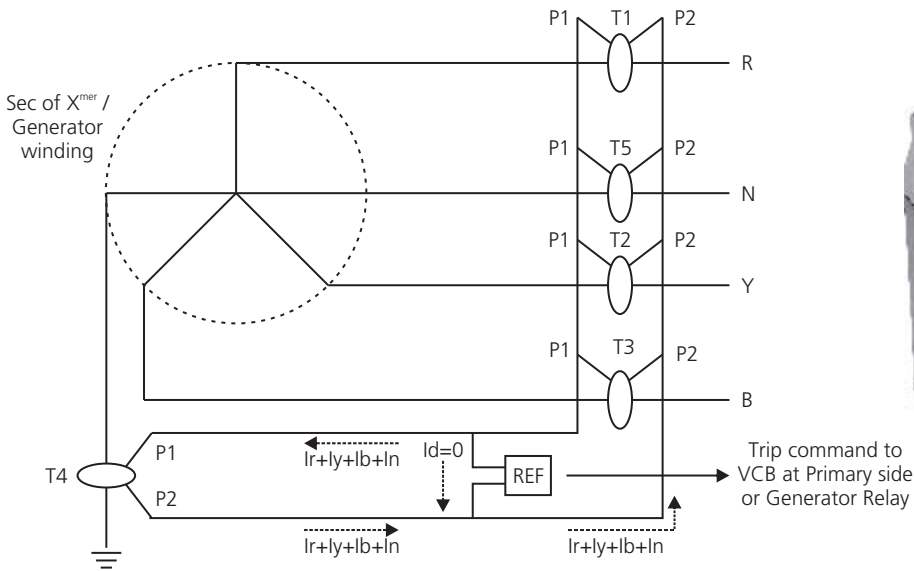 P1 T1 P2
R
Sec of Xmer /
Generator
winding
P1 T5 P2
N
P1 T2 P2
Y
P1 T3 P2
B
P1
T4
P2
Ir+Iy+Ib+In
Id=0
REF
Trip command to
VCB at Primary side
or Generator Relay
Ir+Iy+Ib+In
Ir+Iy+Ib+In